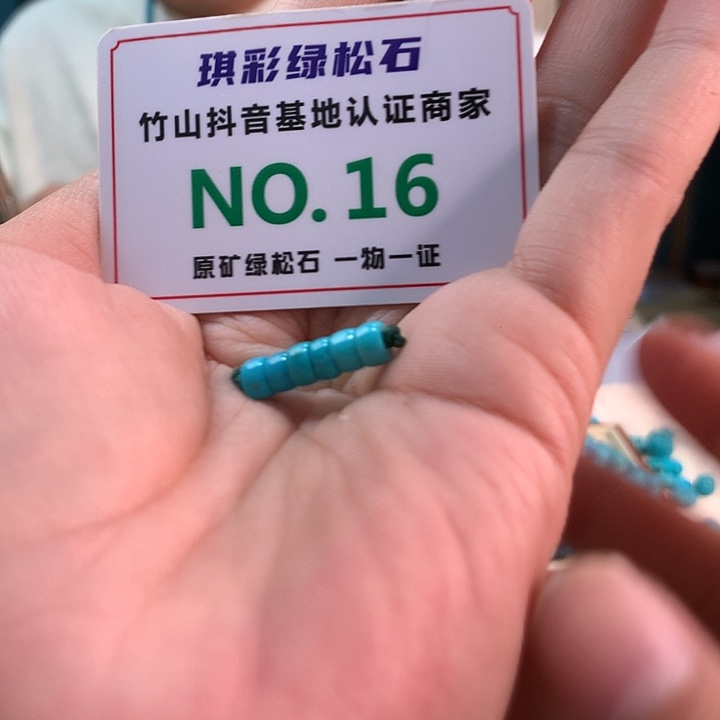 琪彩绿松石
竹山抖音基地认证商家
NO.16
原矿绿松石 一物一证